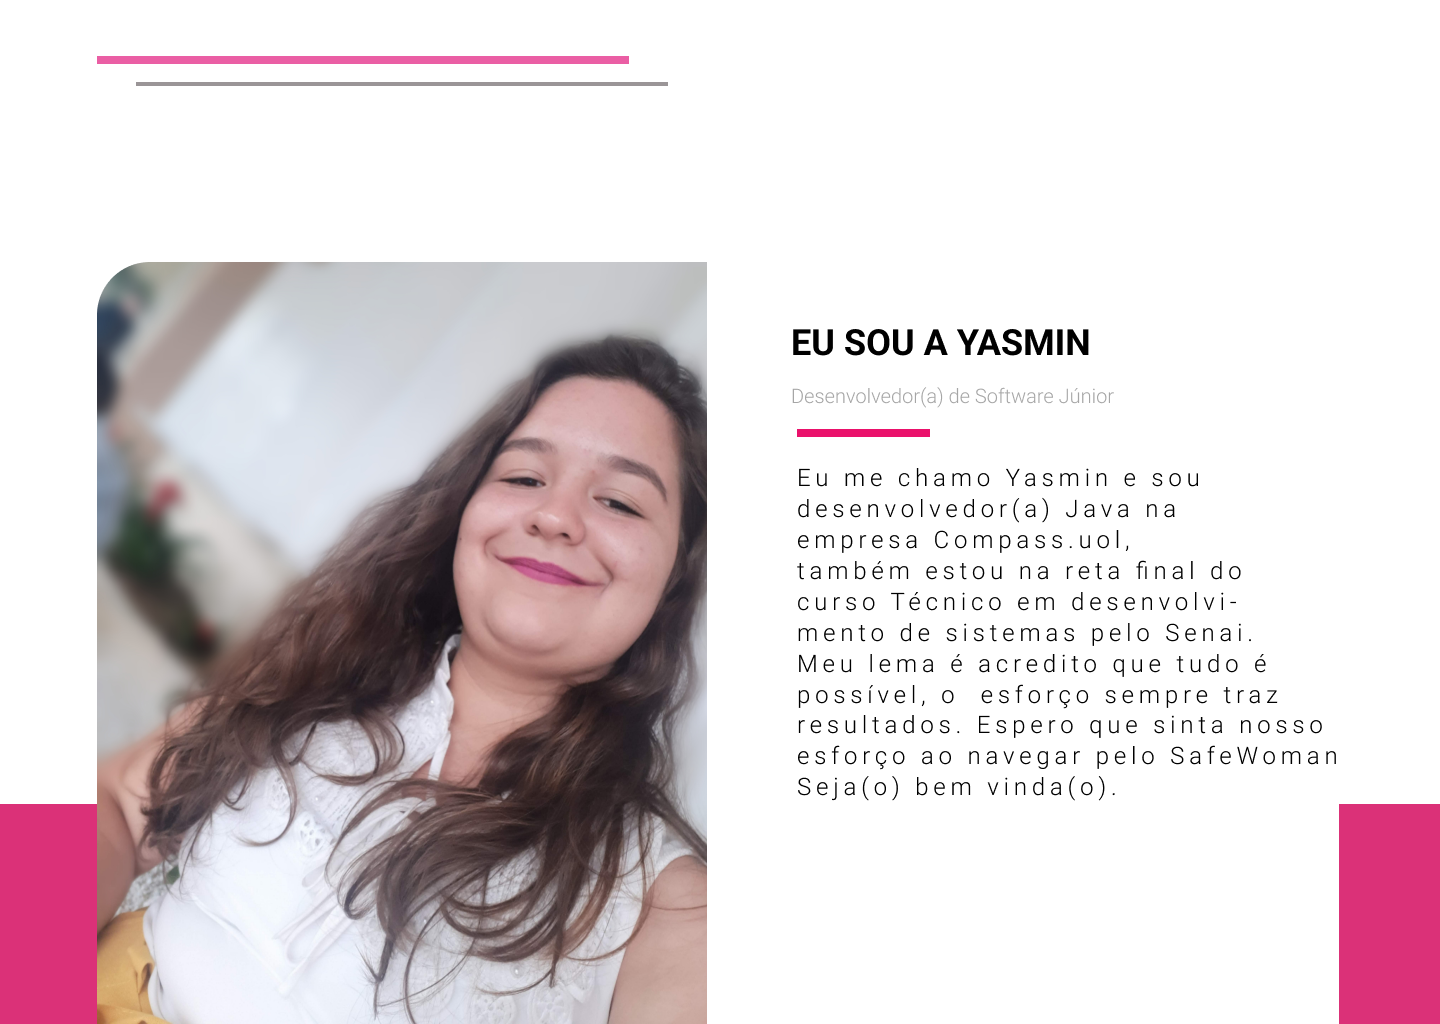 EU SOU A YASMIN
Desenvolvedor(a) de Software Júnior
Eu me chamo Yasmin e sou
desenvolvedor(a) Java na
empresa Compass.uol,
também estou na reta final do
curso Técnico em desenvolvi-
mento de sistemas pelo Senai.
Meu lema é acredito que tudo é
possível, o  esforço sempre traz
resultados. Espero que sinta nosso
esforço ao navegar pelo SafeWoman
Seja(o) bem vinda(o).